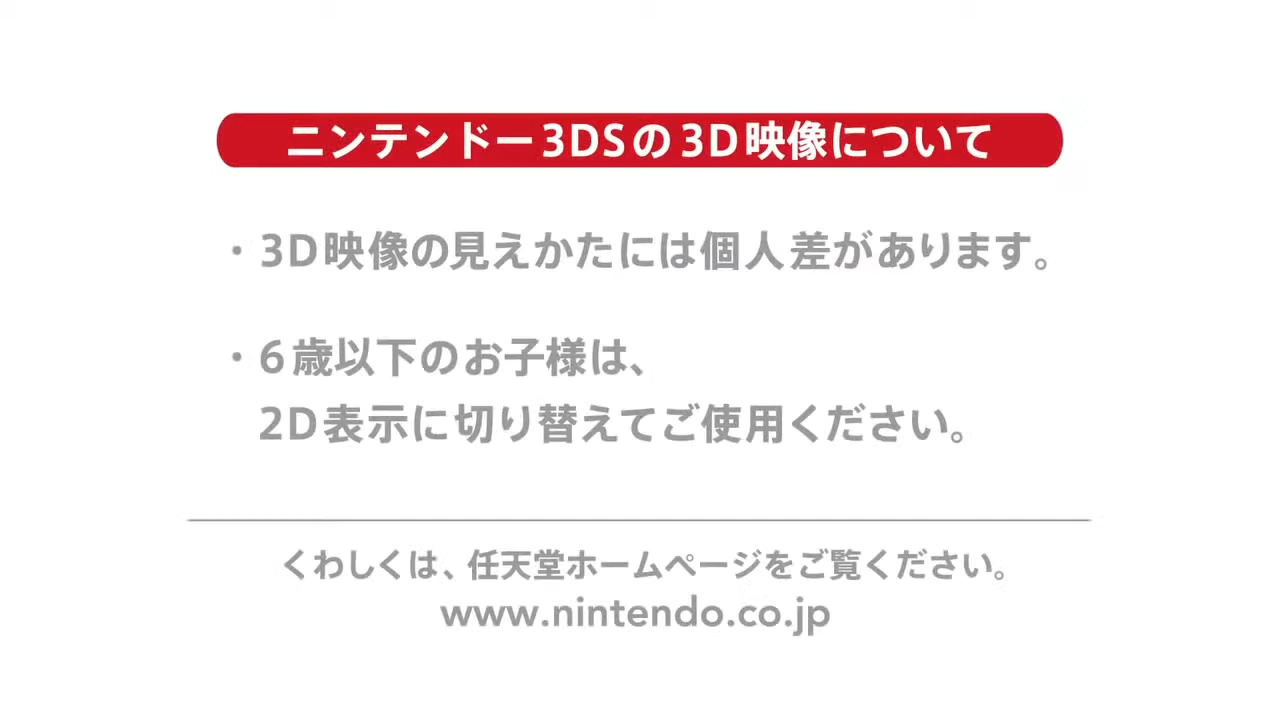 ニンテンドー3DSの3D映像について
・3D映像の見えかたには個人差があります。
・6歳以下のお子様は、
2D表示に切り替えてご使用ください。
くわしくは、任天堂ホームページをご覧ください。
www.nintendo.co.jp